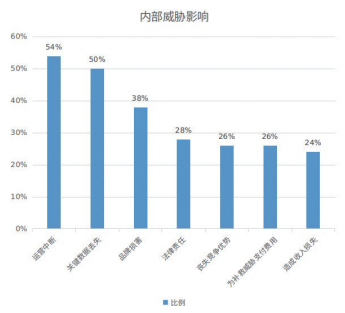 内部威胁影响
60%
50%
40%
30%
20%
10%
0%
54%
50%
38%
28%
26%
26%
24%
运营中断
关键数据丢失
品牌损害
法律责任
丧失竞争优势
为补救威胁支付费用
造成收入损失
比例